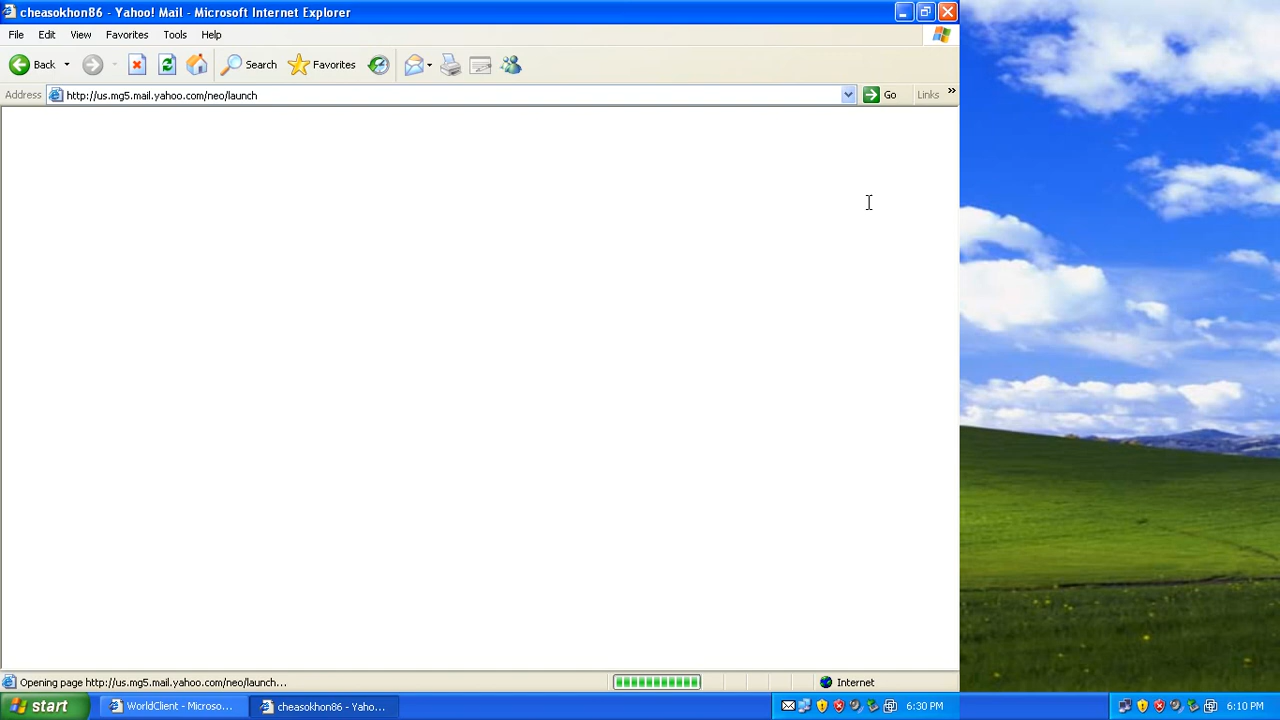 cheasokhon86 - Yahoo! Mail - Microsoft Internet Explorer
File Edit View Favorites Tools Help
Back Search Favorites
Address http://us.mg5.mail.yahoo.com/neo/launch Go Links »
Opening page http://us.mg5.mail.yahoo.com/neo/launch... Internet
start WorldClient - Microso... cheasokhon86 - Yaho... 6:30 PM 6:10 PM